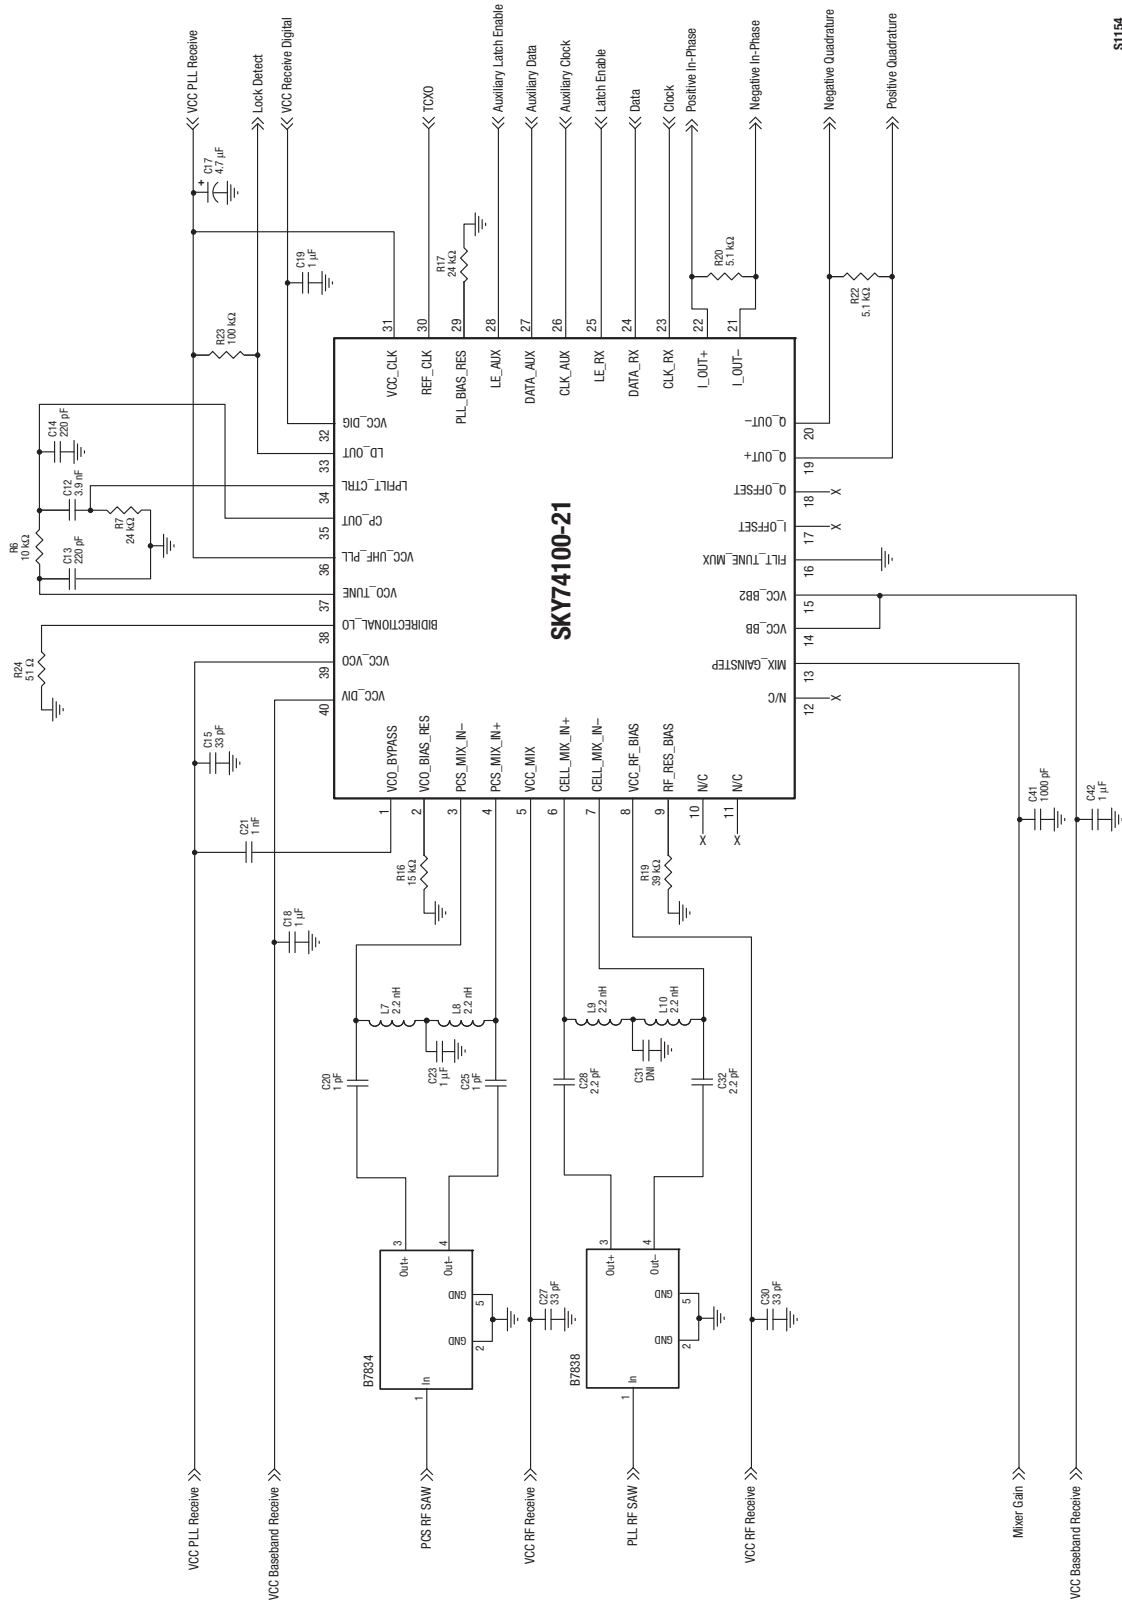 S1154
VCC PLL Receive
Lock Detect
VCC Receive Digital
TCXO
Auxiliary Latch Enable
Auxiliary Data
Auxiliary Clock
Latch Enable
Data
Clock
Positive In-Phase
Negative In-Phase
Negative Quadrature
Positive Quadrature
C17
4.7 µF
+
C19
1 µF
R23
100 kΩ
R17
24 kΩ
R20
5.1 kΩ
R22
5.1 kΩ
C14
220 pF
C12
3.9 nF
R7
24 kΩ
R6
10 kΩ
C13
220 pF
R24
51 Ω
C15
33 pF
C21
1 nF
C18
1 µF
31
VCC_CLK
30
REF_CLK
29
PLL_BIAS_RES
28
LE_AUX
27
DATA_AUX
26
CLK_AUX
25
LE_RX
24
DATA_RX
23
CLK_RX
22
I_OUT+
21
I_OUT–
32
VCC_DIG
33
LD_OUT
34
LPFILT_CTRL
35
CP_OUT
36
VCC_UHF_PLL
37
VCO_TUNE
38
BIDIRECTIONAL_LO
39
VCC_VCO
40
VCC_DIV
SKY74100-21
20
Q_OUT–
19
Q_OUT+
18
Q_OFFSET
X
17
I_OFFSET
X
16
FILT_TUNE_MUX
15
VCC_BB2
14
VCC_BB
13
MIX_GAINSTEP
12
N/C
X
1
VCO_BYPASS
2
VCO_BIAS_RES
3
PCS_MIX_IN–
4
PCS_MIX_IN+
5
VCC_MIX
6
CELL_MIX_IN+
7
CELL_MIX_IN–
8
VCC_RF_BIAS
9
RF_RES_BIAS
10
N/C
X
11
N/C
X
R16
15 kΩ
R19
39 kΩ
C41
1000 pF
C42
1 µF
L7
2.2 nH
L8
2.2 nH
L9
2.2 nH
L10
2.2 nH
C20
1 pF
C23
1 µF
C25
1 pF
C28
2.2 pF
C31
DNI
C32
2.2 pF
B7834
In
1
Out+
3
Out–
4
GND
2
GND
5
C27
33 pF
B7838
In
1
Out+
3
Out–
4
GND
2
GND
5
C30
33 pF
VCC PLL Receive
VCC Baseband Receive
PCS RF SAW
VCC RF Receive
PLL RF SAW
VCC RF Receive
Mixer Gain
VCC Baseband Receive